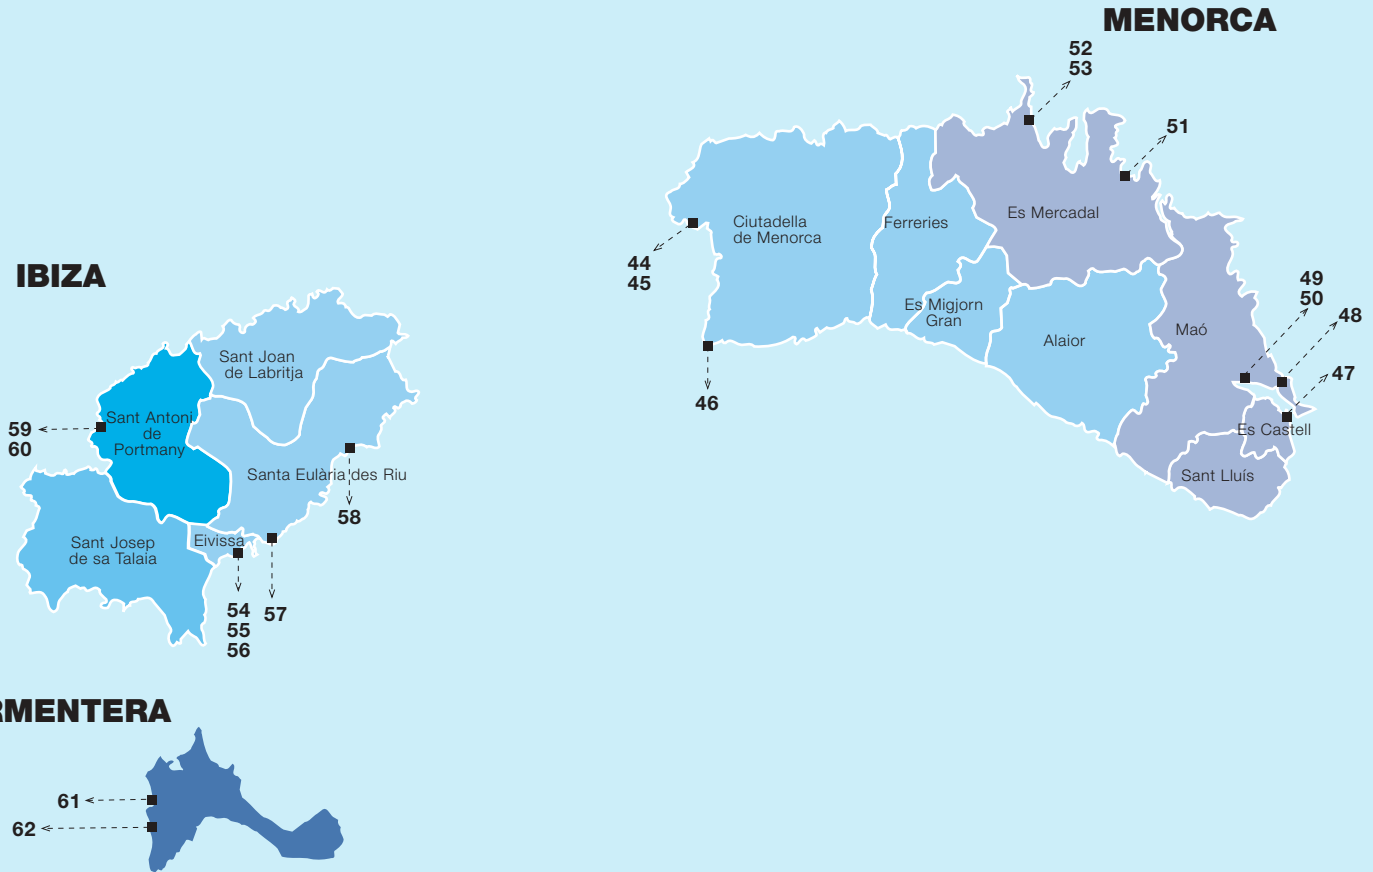 MENORCA
52
53
51
Es Mercadal
Ciutadella
de Menorca
Ferreries
44
45
49
50
48
47
Es Migjorn
Gran
Alaior
Maó
46
Es Castell
Sant Lluís
IBIZA
Sant Joan
de Labritja
Sant Antoni
de
Portmany
59
60
Santa Eulària des Riu
58
Sant Josep
de sa Talaia
Eivissa
54
55
56
57
RMENTERA
61
62